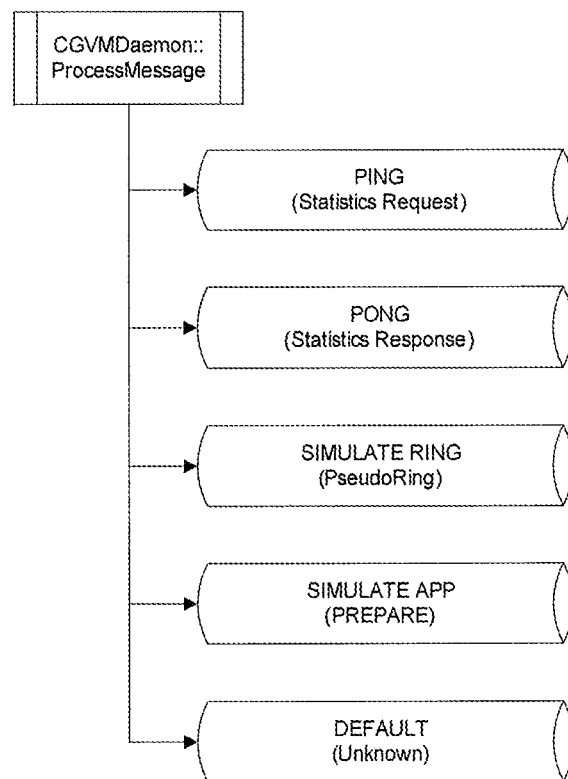 CGVMDaemon::
ProcessMessage
PING
(Statistics Request)
PONG
(Statistics Response)
SIMULATE RING
(PseudoRing)
SIMULATE APP
(PREPARE)
DEFAULT
(Unknown)